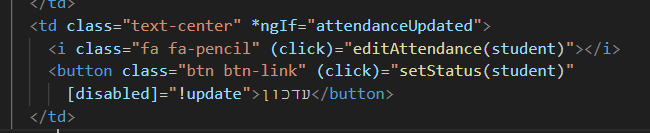 </td>
<td class="text-center" *ngIf="attendanceUpdated">
<i class="fa fa-pencil" (click)="editAttendance(student)"></i>
<button class="btn btn-link" (click)="setStatus(student)"
[disabled]="!update">עדכון</button>
</td>